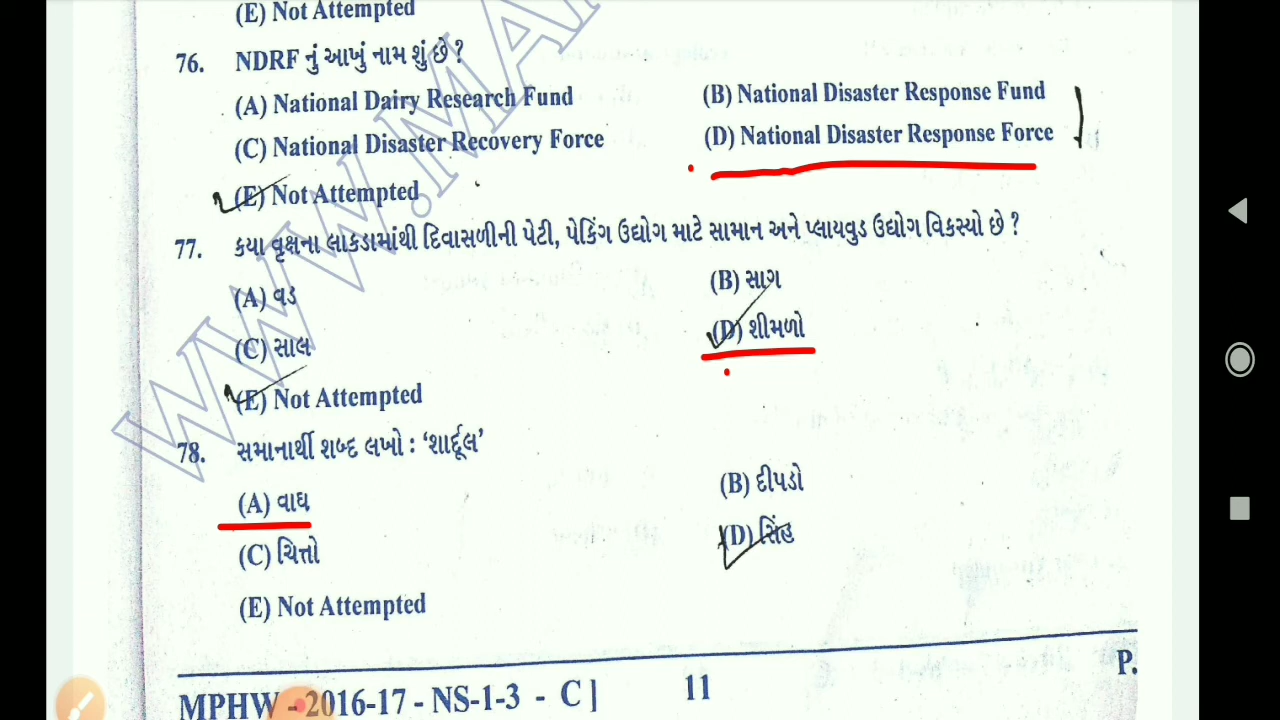 (E) Not Attempted
76. NDRF નું આખું નામ શું છે ?
(A) National Dairy Research Fund (B) National Disaster Response Fund
(C) National Disaster Recovery Force (D) National Disaster Response Force
(E) Not Attempted
77. કયા વૃક્ષના લાકડામાંથી દિવાસળીની પેટી, પેકિંગ ઉદ્યોગ માટે સામાન અને પ્લાયવુડ ઉદ્યોગ વિકસ્યો છે ?
(A) વડ (B) સાગ
(C) સાલ (D) શીમળો
(E) Not Attempted
78. સમાનાર્થી શબ્દ લખો : ‘શાર્દૂલ’
(A) વાઘ (B) દીપડો
(C) ચિત્તો (D) સિંહ
(E) Not Attempted
MPHW - 2016-17 - NS-1-3 - C ] 11 P.
WWW.MA